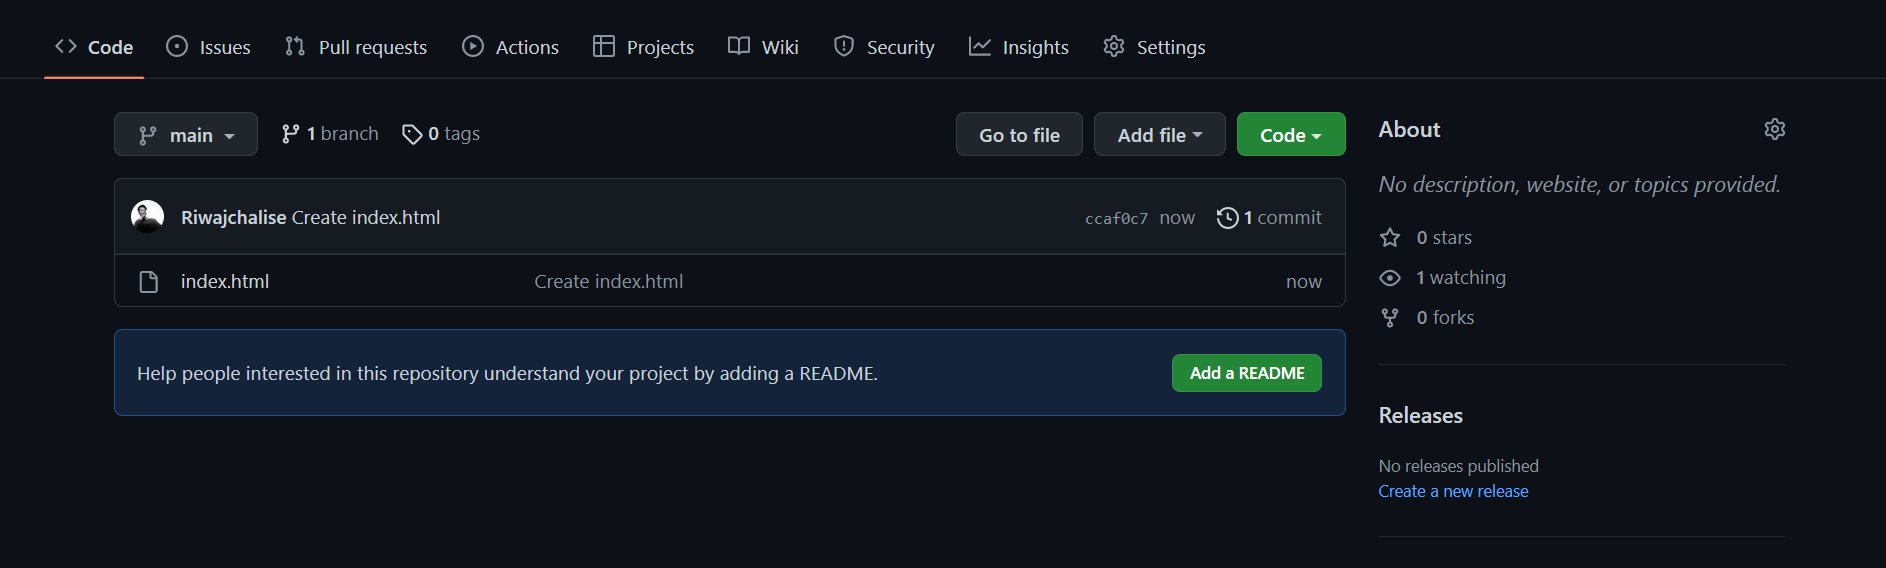 Code Issues Pull requests Actions Projects Wiki Security Insights Settings
main 1 branch 0 tags Go to file Add file Code
Riwajchalise Create index.html ccaf0c7 now 1 commit
index.html Create index.html now
Help people interested in this repository understand your project by adding a README. Add a README
About
No description, website, or topics provided.
0 stars
1 watching
0 forks
Releases
No releases published
Create a new release